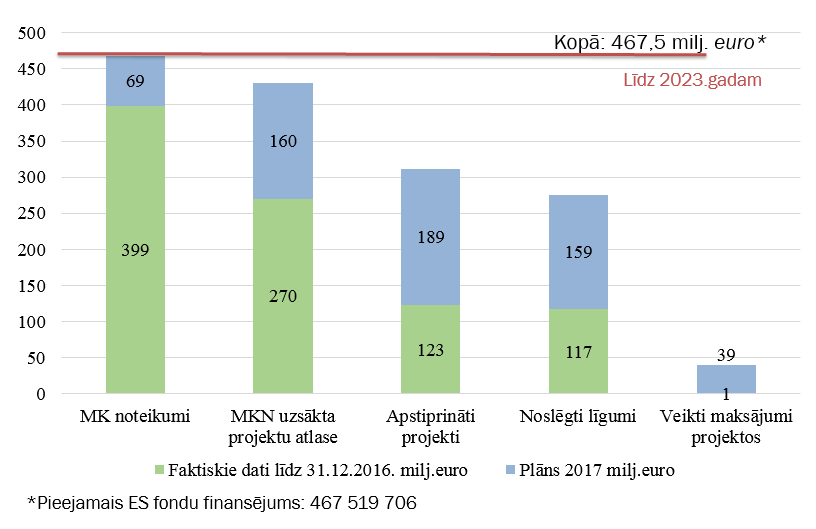 500
450
400
350
300
250
200
150
100
50
0
Kopā: 467,5 milj. euro*
Līdz 2023.gadam
69
399
160
270
189
123
159
117
39
1
MK noteikumi
MKN uzsākta
projektu atlase
Apstiprināti
projekti
Noslēgti līgumi
Veikti maksājumi
projektos
Faktiskie dati līdz 31.12.2016. milj.euro
Plāns 2017 milj.euro
*Pieejamais ES fondu finansējums: 467 519 706